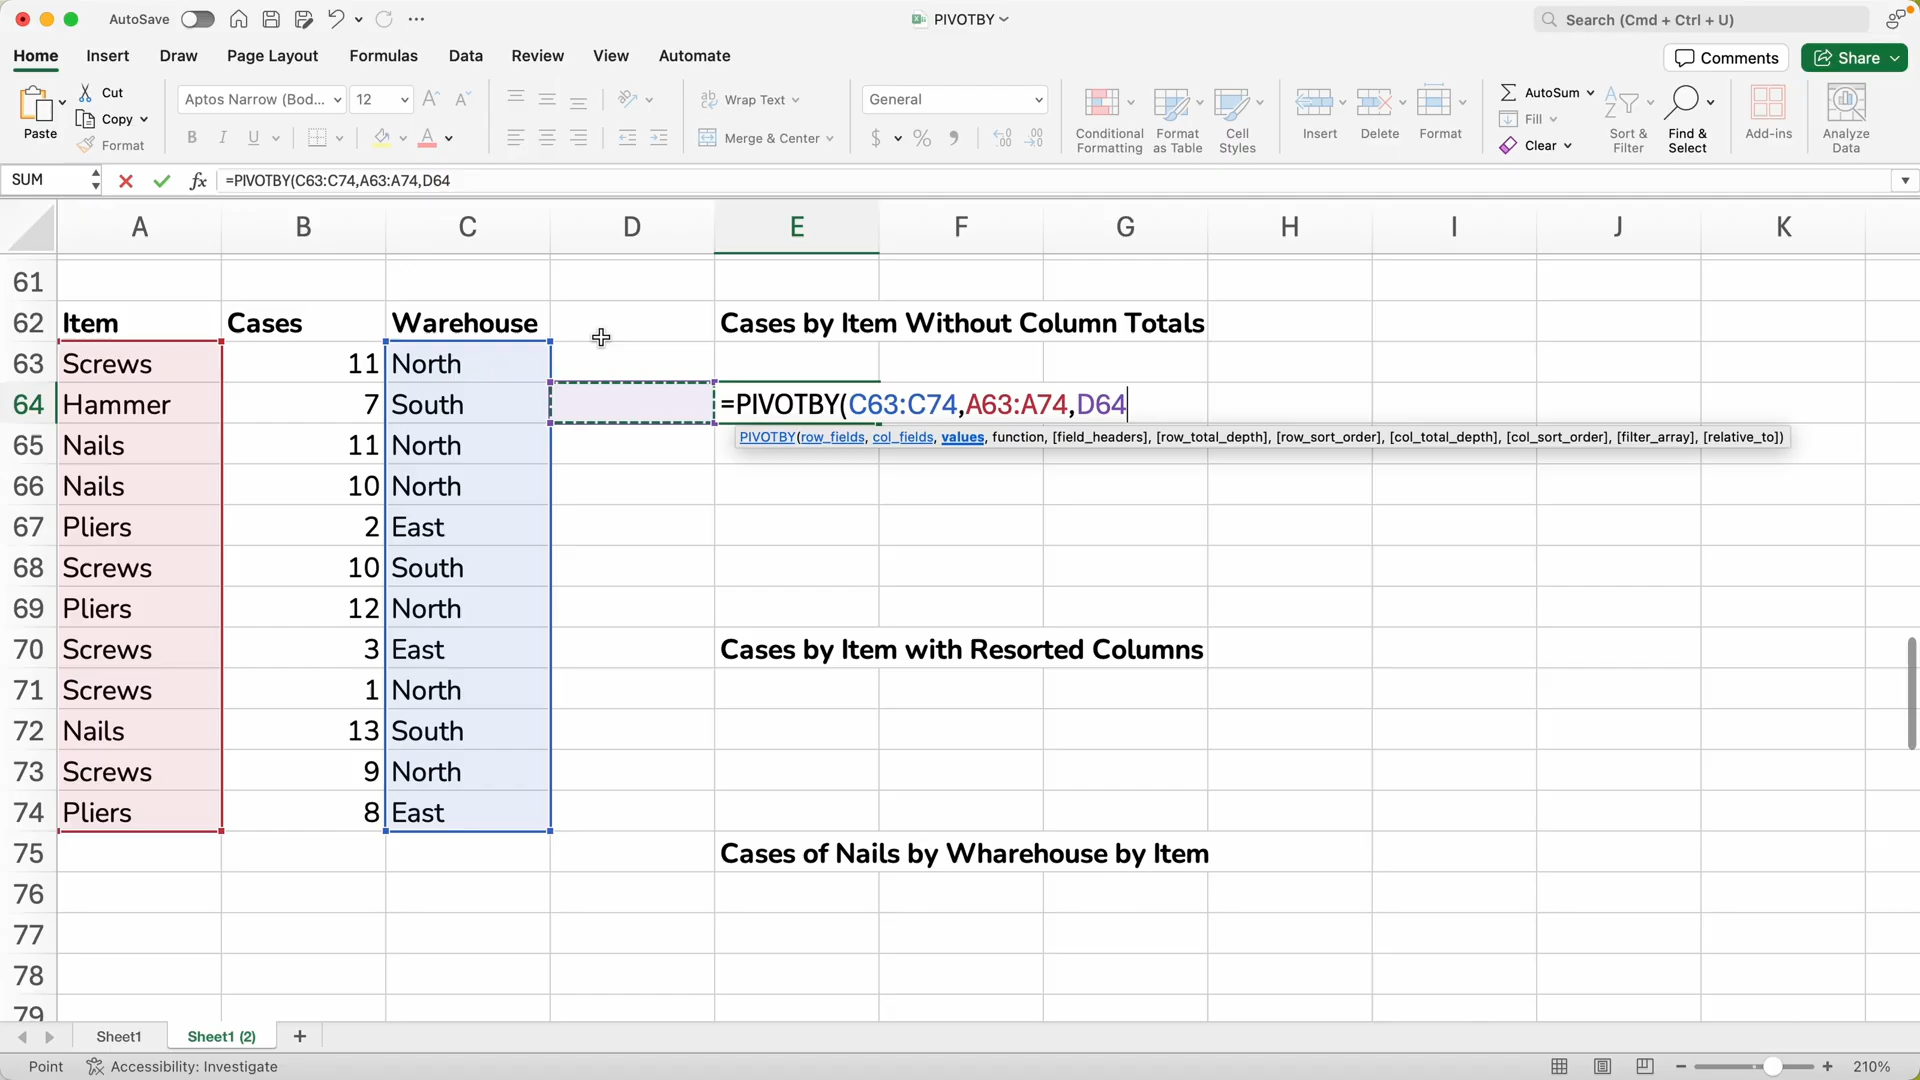 AutoSave
PIVOTBY
Search (Cmd + Ctrl + U)
Home Insert Draw Page Layout Formulas Data Review View Automate
Comments Share
Paste Cut Copy Format
Aptos Narrow (Bod... 12 A^ A˅
B I U A
Wrap Text
Merge & Center
General
$ % 9 .0 .00
Conditional Formatting
Format as Table
Cell Styles
Insert Delete Format
AutoSum
Fill
Clear
Sort & Filter
Find & Select
Add-ins
Analyze Data
SUM fx =PIVOTBY(C63:C74,A63:A74,D64
A B C D E F G H I J K
61
62 Item Cases Warehouse Cases by Item Without Column Totals
63 Screws 11 North
64 Hammer 7 South =PIVOTBY(C63:C74,A63:A74,D64
PIVOTBY(row_fields, col_fields, values, function, [field_headers], [row_total_depth], [row_sort_order], [col_total_depth], [col_sort_order], [filter_array], [relative_to])
65 Nails 11 North
66 Nails 10 North
67 Pliers 2 East
68 Screws 10 South
69 Pliers 12 North
70 Screws 3 East Cases by Item with Resorted Columns
71 Screws 1 North
72 Nails 13 South
73 Screws 9 North
74 Pliers 8 East
75 Cases of Nails by Wharehouse by Item
76
77
78
79
Sheet1 Sheet1 (2) +
Point Accessibility: Investigate 210%